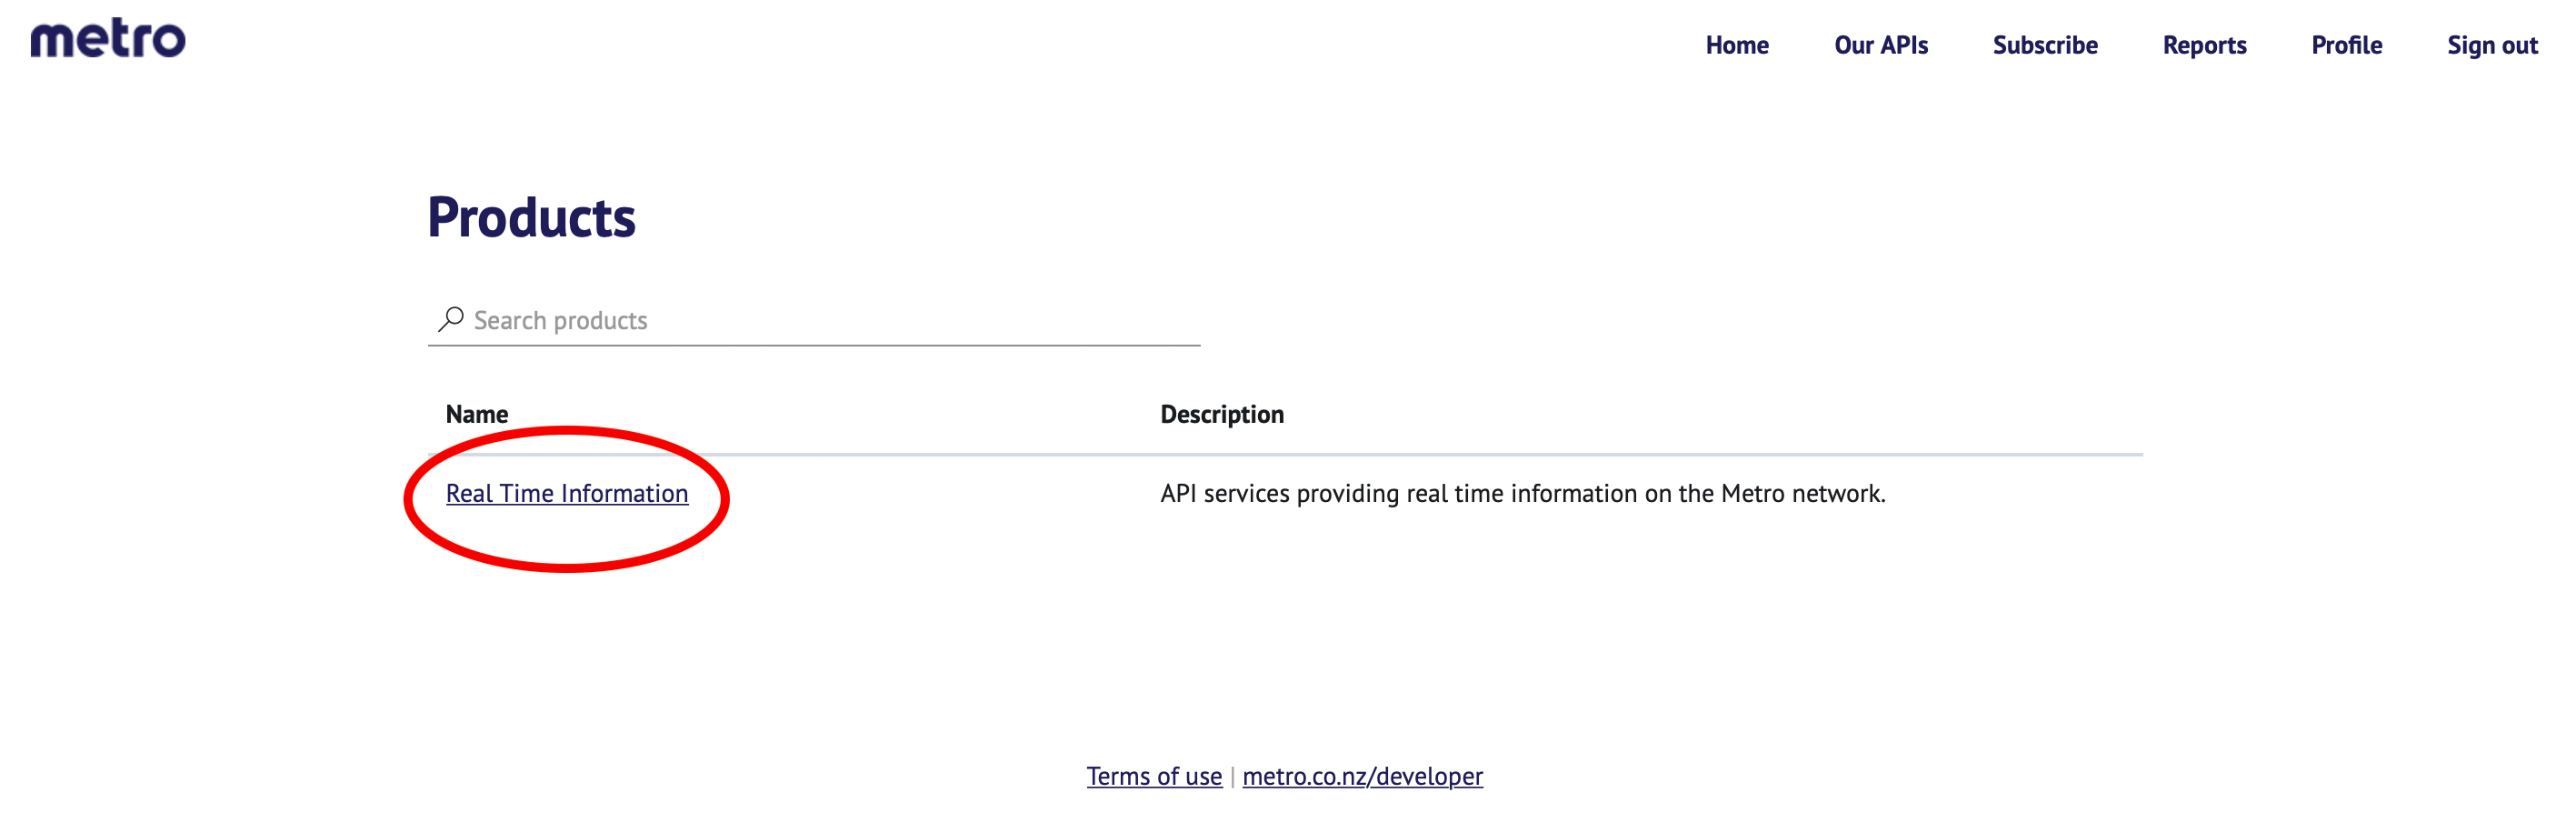 metro
Home Our APIs Subscribe Reports Profile Sign out
Products
Search products
Name Description
Real Time Information API services providing real time information on the Metro network.
Terms of use | metro.co.nz/developer